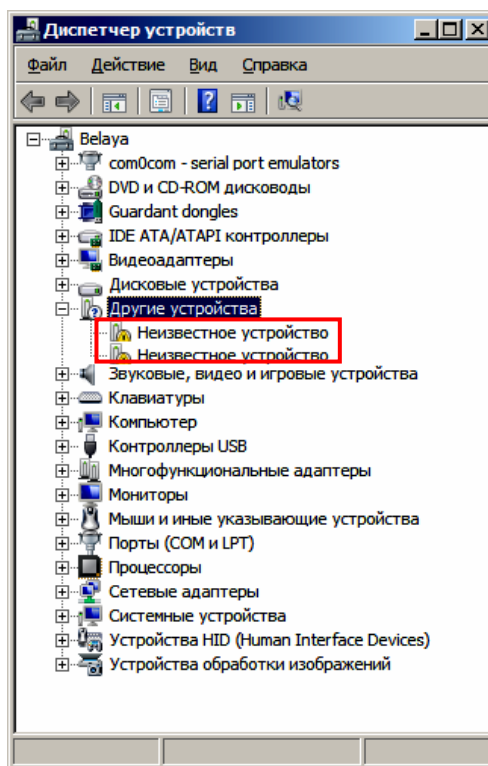 Диспетчер устройств
Файл Действие Вид Справка
Belaya
com0com - serial port emulators
DVD и CD-ROM дисководы
Guardant dongles
IDE ATA/ATAPI контроллеры
Видеоадаптеры
Дисковые устройства
Другие устройства
Неизвестное устройство
Неизвестное устройство
Звуковые, видео и игровые устройства
Клавиатуры
Компьютер
Контроллеры USB
Многофункциональные адаптеры
Мониторы
Мыши и иные указывающие устройства
Порты (COM и LPT)
Процессоры
Сетевые адаптеры
Системные устройства
Устройства HID (Human Interface Devices)
Устройства обработки изображений